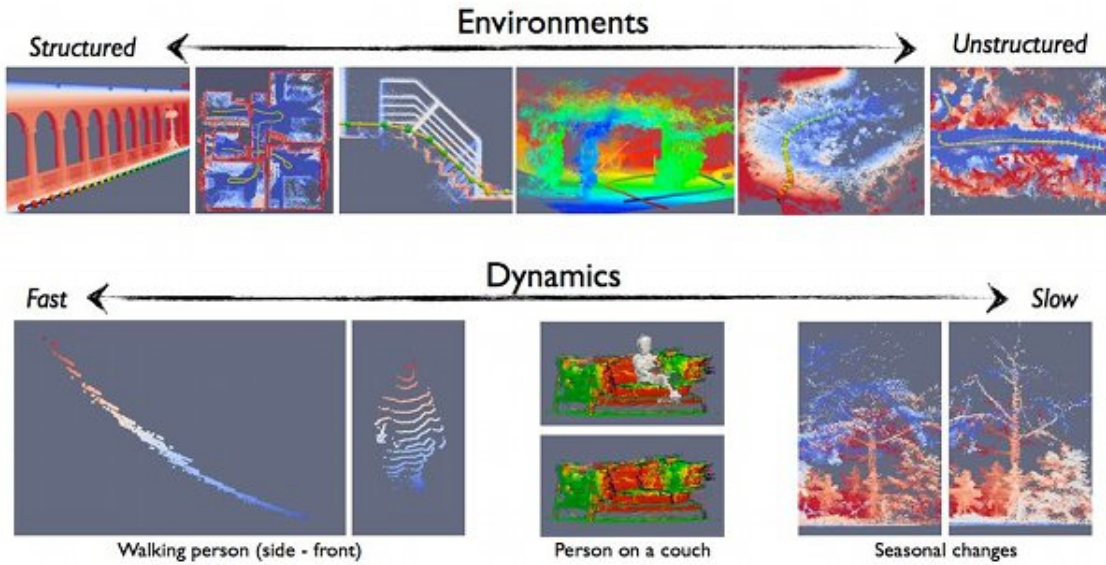 Environments
Structured
Unstructured
Dynamics
Fast
Slow
Walking person (side - front)
Person on a couch
Seasonal changes